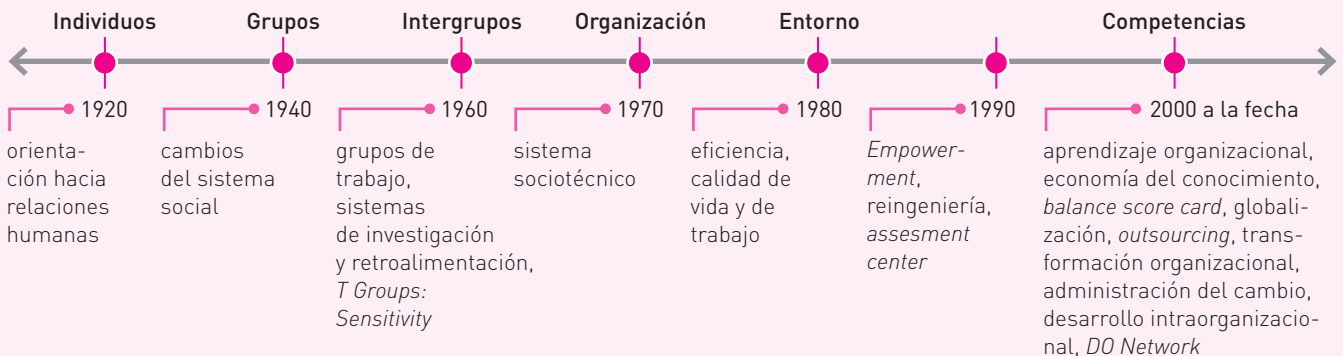 Individuos
Grupos
Intergrupos
Organización
Entorno
Competencias
1920
orienta-
ción hacia
relaciones
humanas
1940
cambios
del sistema
social
1960
grupos de
trabajo,
sistemas
de investigación
y retroalimentación,
T Groups:
Sensitivity
1970
sistema
sociotécnico
1980
eficiencia,
calidad de
vida y de
trabajo
1990
Empower-
ment,
reingeniería,
assesment
center
2000 a la fecha
aprendizaje organizacional,
economía del conocimiento,
balance score card, globali-
zación, outsourcing, trans-
formación organizacional,
administración del cambio,
desarrollo intraorganizacio-
nal, DO Network